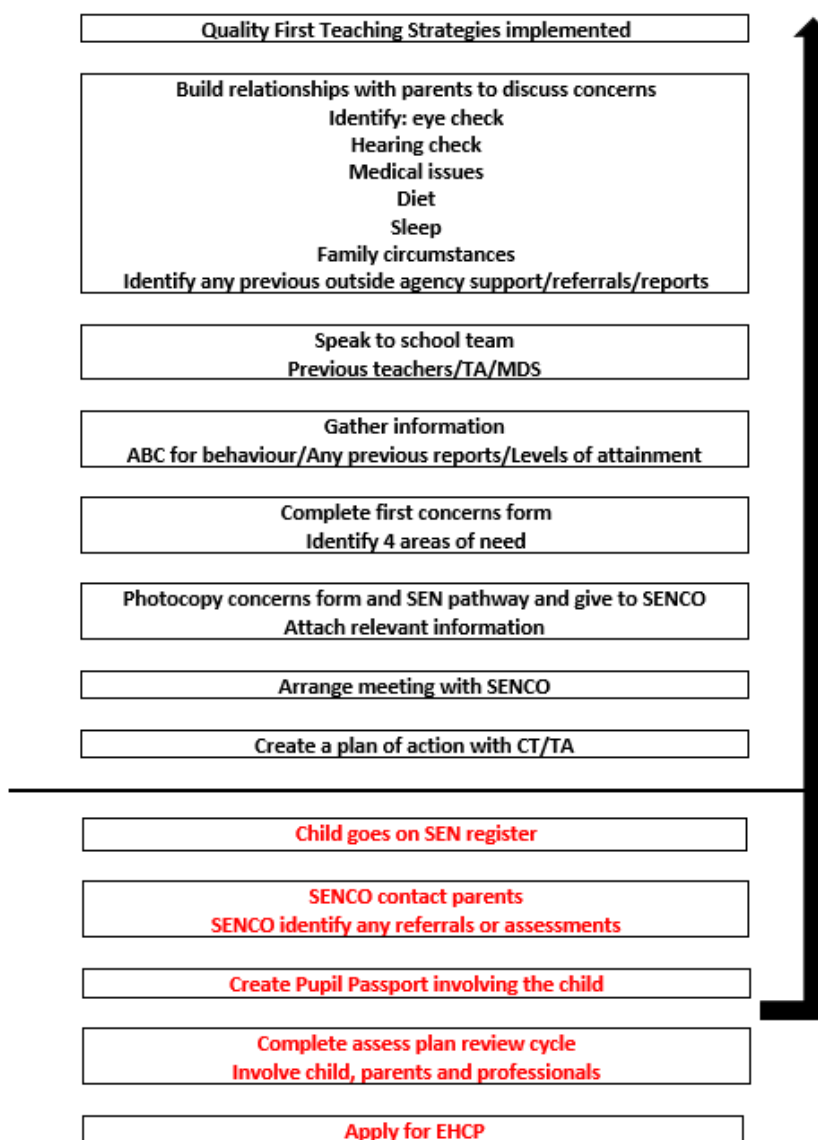 Quality First Teaching Strategies implemented
Build relationships with parents to discuss concerns
Identify: eye check
Hearing check
Medical issues
Diet
Sleep
Family circumstances
Identify any previous outside agency support/referrals/reports
Speak to school team
Previous teachers/TA/MDS
Gather information
ABC for behaviour/Any previous reports/Levels of attainment
Complete first concerns form
Identify 4 areas of need
Photocopy concerns form and SEN pathway and give to SENCO
Attach relevant information
Arrange meeting with SENCO
Create a plan of action with CT/TA
Child goes on SEN register
SENCO contact parents
SENCO identify any referrals or assessments
Create Pupil Passport involving the child
Complete assess plan review cycle
Involve child, parents and professionals
Apply for EHCP